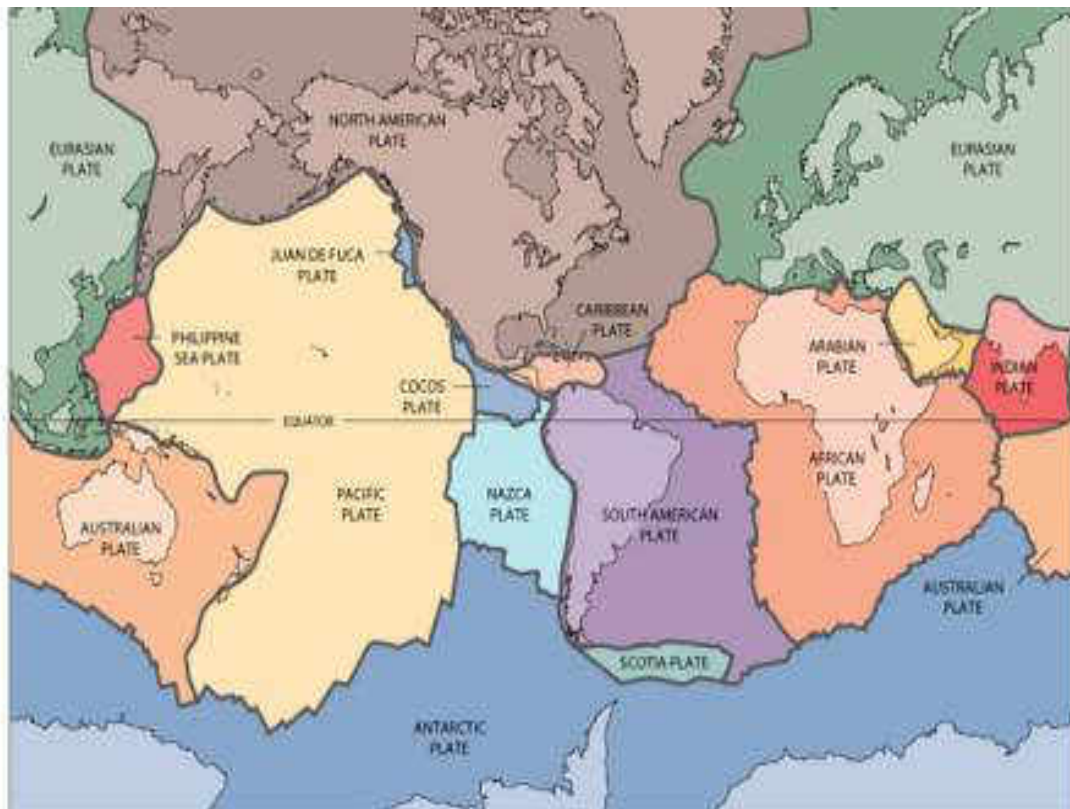 NORTH AMERICAN
PLATE
EURASIAN
PLATE
EURASIAN
PLATE
JUAN DE FUCA
PLATE
CARIBBEAN
PLATE
PHILIPPINE
SEA PLATE
ARABIAN
PLATE
INDIAN
PLATE
COCOS
PLATE
EQUATOR
AFRICAN
PLATE
PACIFIC
PLATE
NAZCA
PLATE
SOUTH AMERICAN
PLATE
AUSTRALIAN
PLATE
AUSTRALIAN
PLATE
SCOTIA PLATE
ANTARCTIC
PLATE